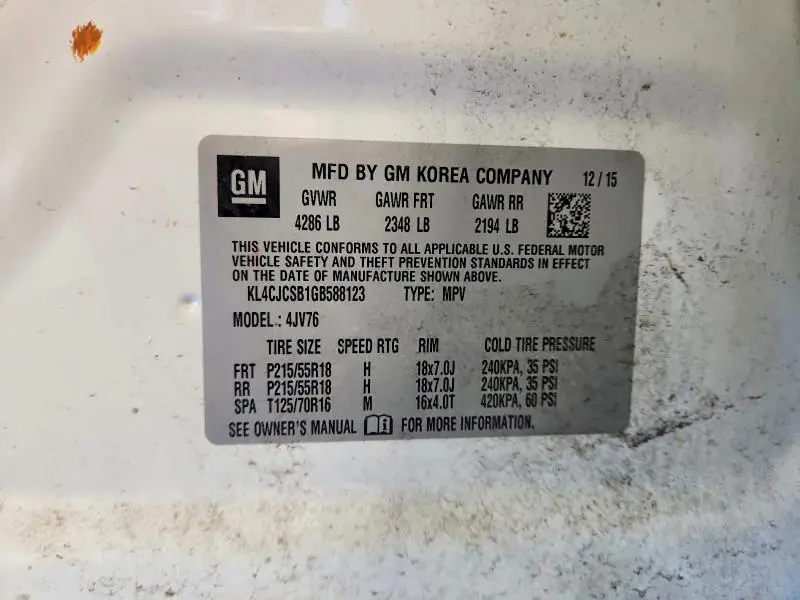 GM
MFD BY GM KOREA COMPANY 12 / 15
GVWR GAWR FRT GAWR RR
4286 LB 2348 LB 2194 LB
THIS VEHICLE CONFORMS TO ALL APPLICABLE U.S. FEDERAL MOTOR
VEHICLE SAFETY AND THEFT PREVENTION STANDARDS IN EFFECT
ON THE DATE OF MANUFACTURE SHOWN ABOVE.
KL4CJCSB1GB588123 TYPE: MPV
MODEL.: 4JV76
TIRE SIZE SPEED RTG RIM COLD TIRE PRESSURE
FRT P215/55R18 H 18x7.0J 240KPA, 35 PSI
RR P215/55R18 H 18x7.0J 240KPA, 35 PSI
SPA T125/70R16 M 16x4.0T 420KPA, 60 PSI
SEE OWNER'S MANUAL FOR MORE INFORMATION.